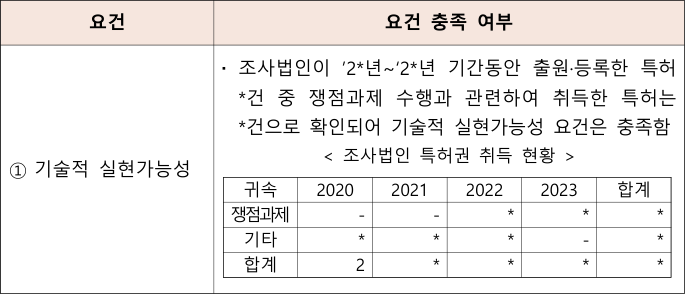 요건 요건 충족 여부
· 조사법인이 ’2*년~‘2*년 기간동안 출원·등록한 특허
*건 중 쟁점과제 수행과 관련하여 취득한 특허는
*건으로 확인되어 기술적 실현가능성 요건은 충족함
① 기술적 실현가능성
< 조사법인 특허권 취득 현황 >
귀속 2020 2021 2022 2023 합계
쟁점과제 - - * * *
기타 * * * - *
합계 2 * * * *